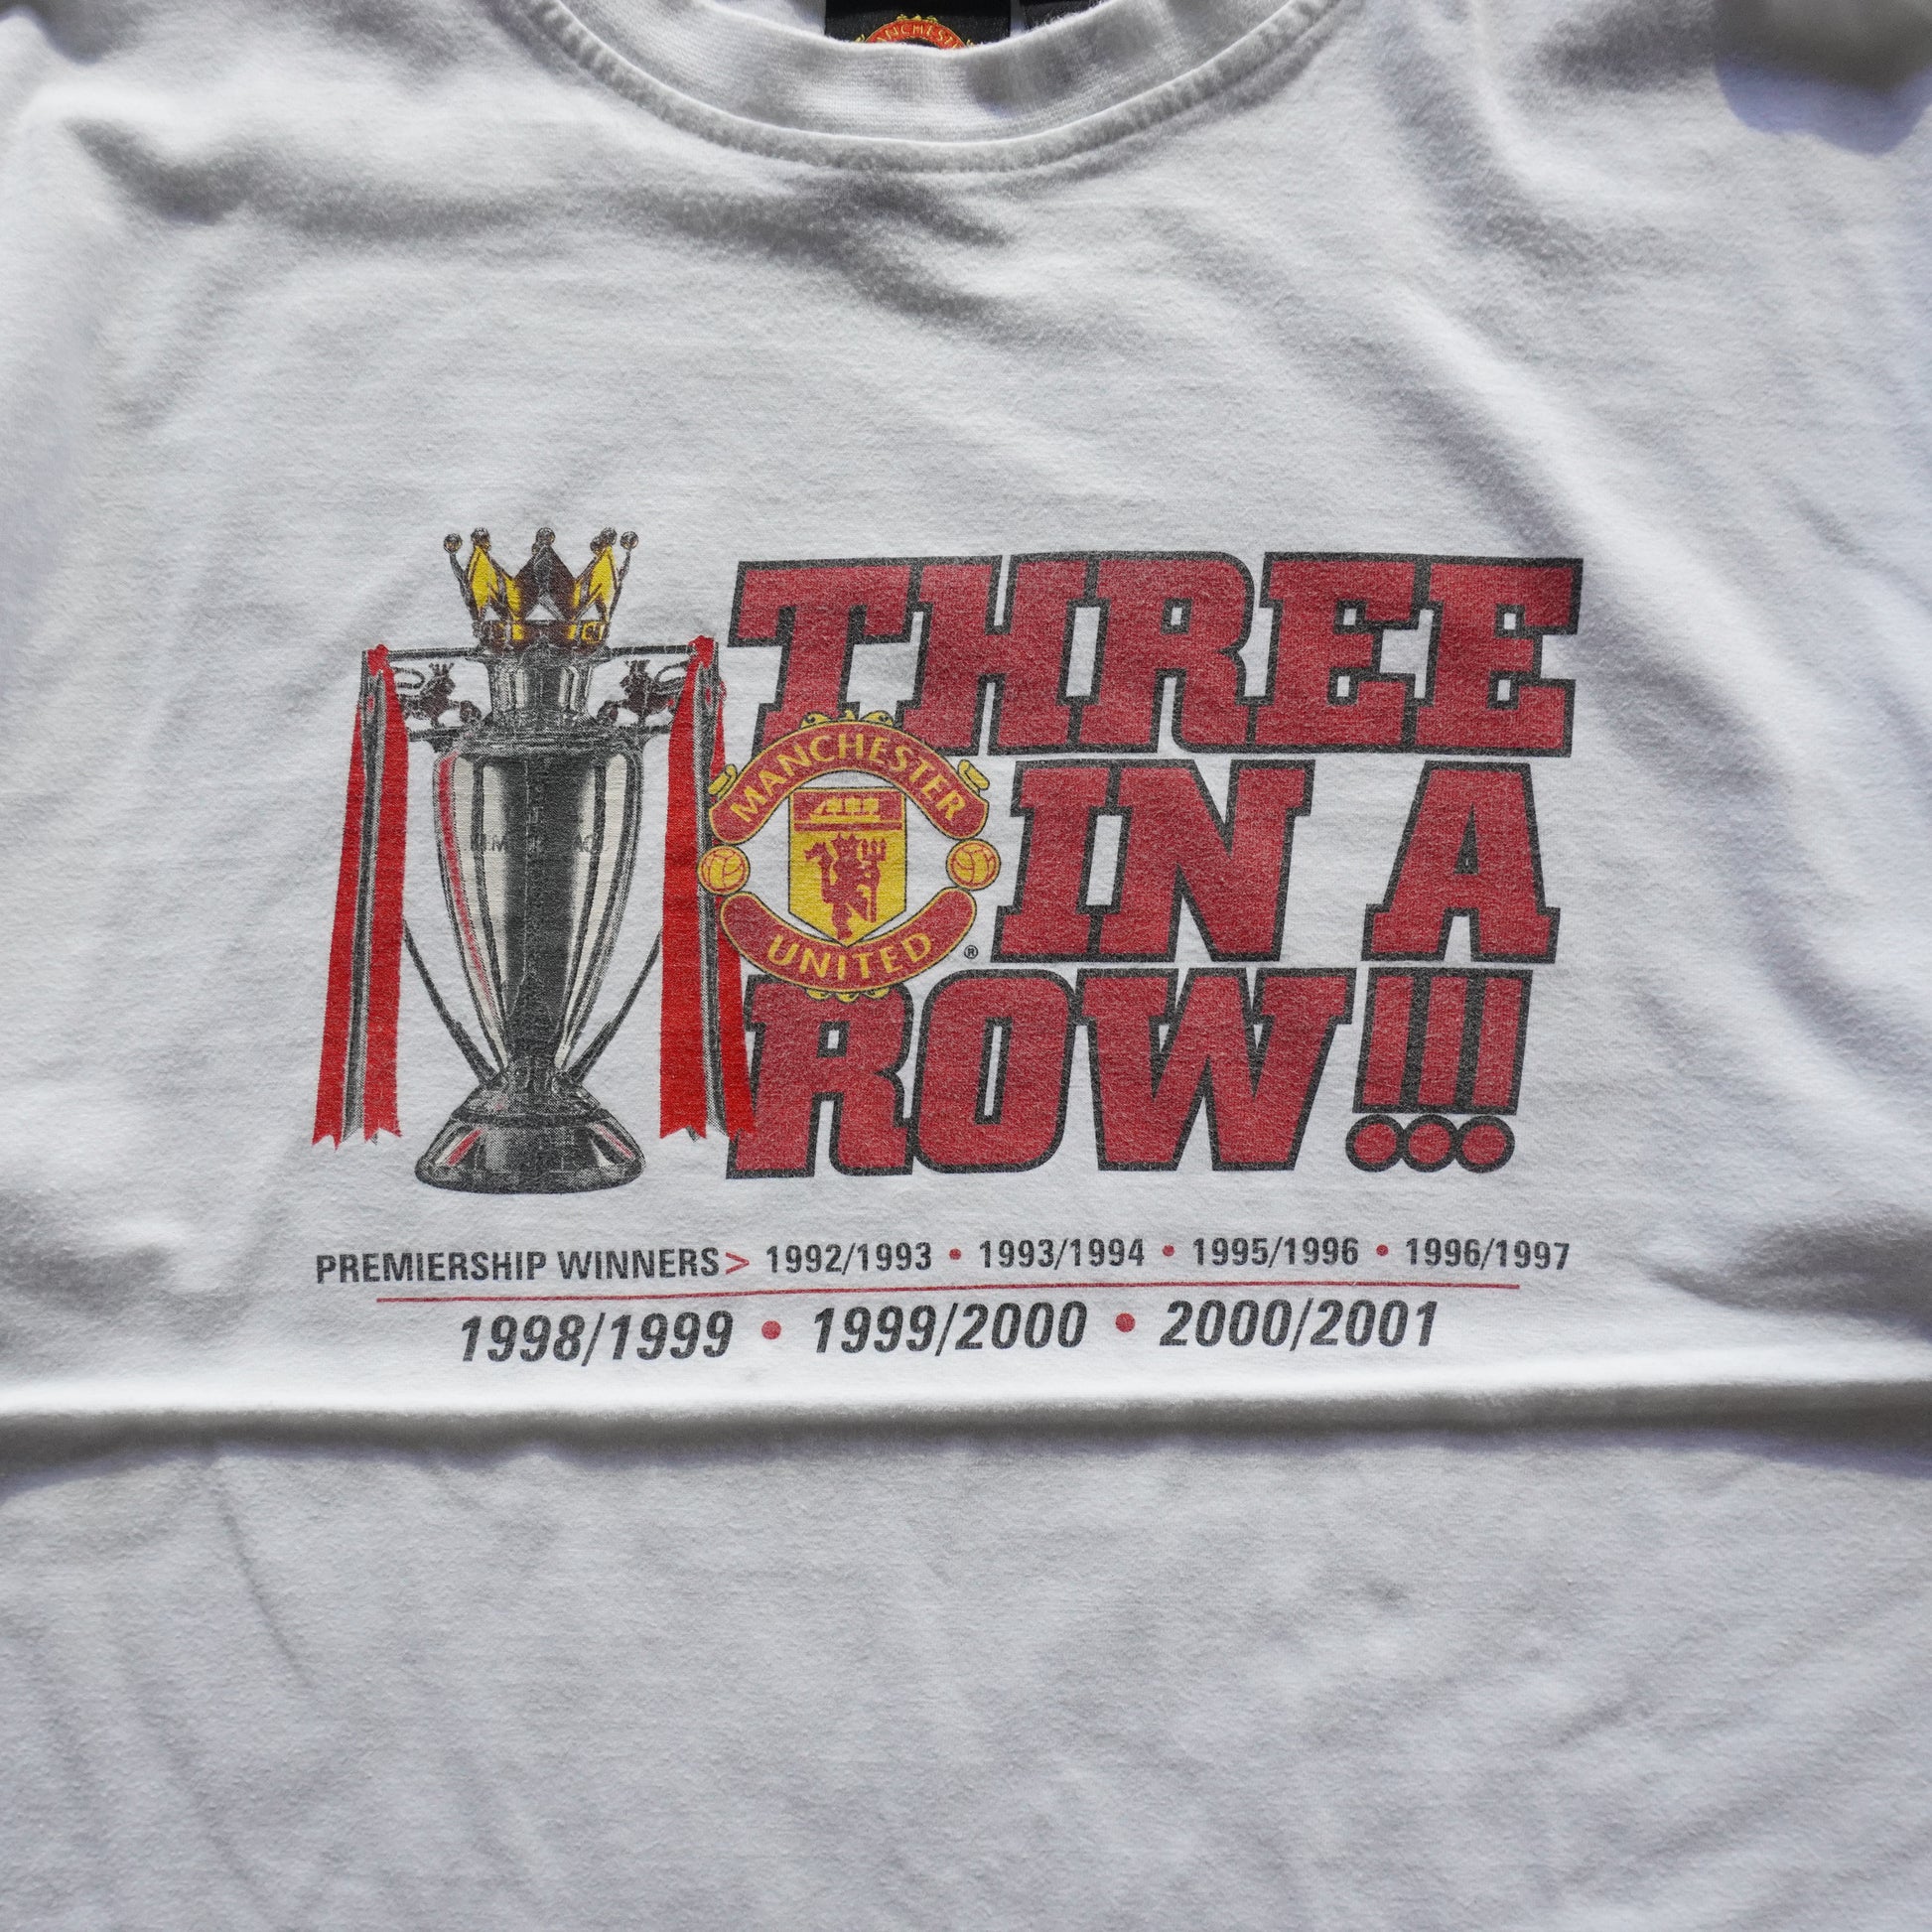 MANCHESTER
THREE
MANCHESTER
UNITED
®
IN A
ROW!!!
PREMIERSHIP WINNERS> 1992/1993 • 1993/1994 • 1995/1996 • 1996/1997
1998/1999 • 1999/2000 • 2000/2001